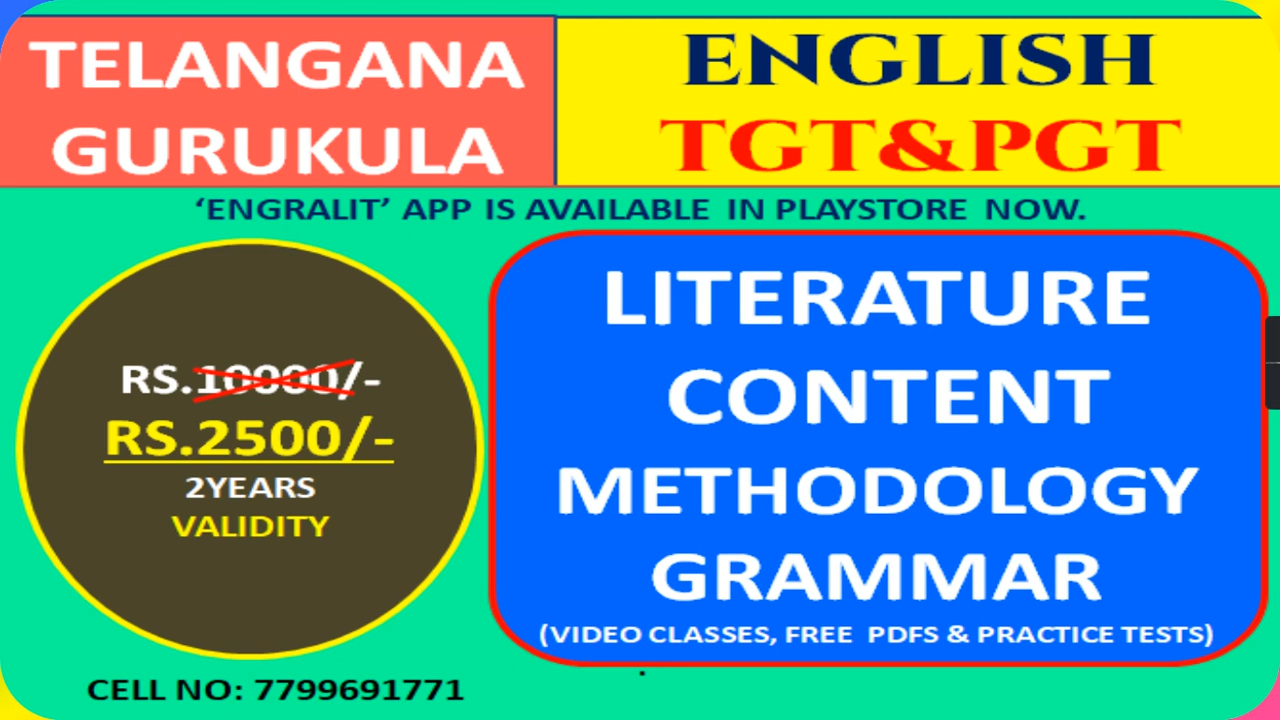 TELANGANA
GURUKULA
ENGLISH
TGT&PGT
‘ENGRALIT’ APP IS AVAILABLE IN PLAYSTORE NOW.
RS.10000/-
RS.2500/-
2YEARS
VALIDITY
LITERATURE
CONTENT
METHODOLOGY
GRAMMAR
(VIDEO CLASSES, FREE PDFS & PRACTICE TESTS)
CELL NO: 7799691771